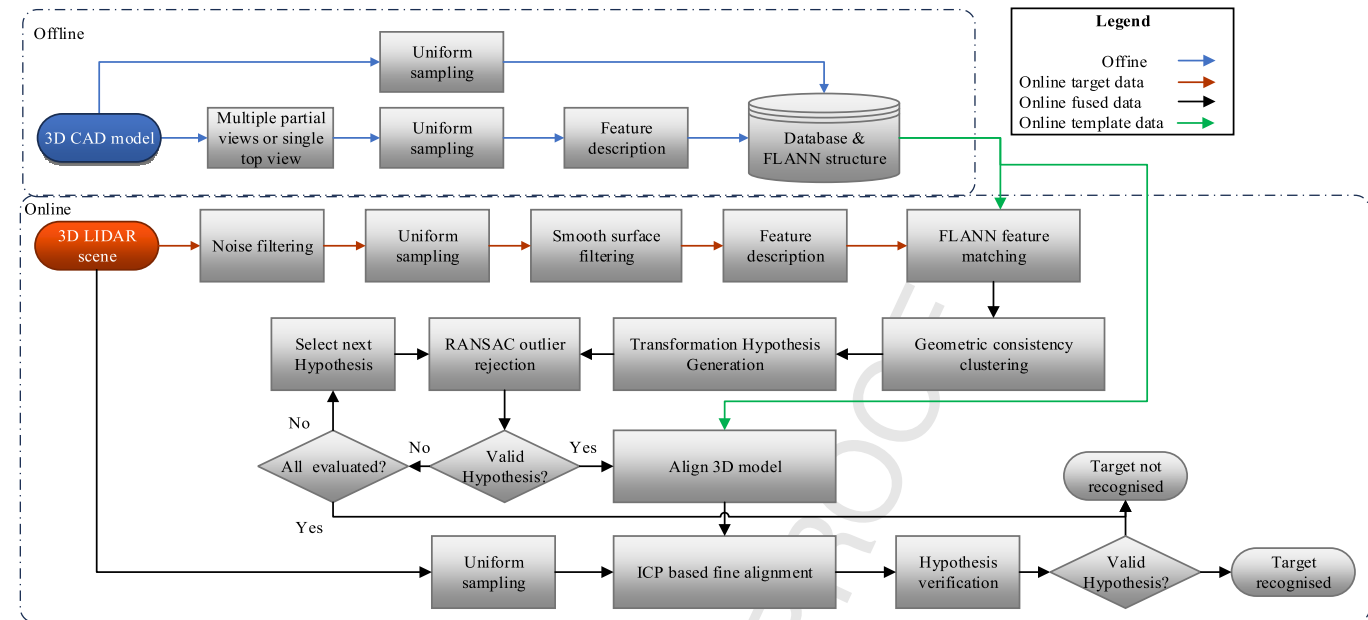 Offline
Legend
Offine
Online target data
Online fused data
Online template data
Uniform
sampling
3D CAD model
Multiple partial
views or single
top view
Uniform
sampling
Feature
description
Database &
FLANN structure
Online
3D LIDAR
scene
Noise filtering
Uniform
sampling
Smooth surface
filtering
Feature
description
FLANN feature
matching
Select next
Hypothesis
RANSAC outlier
rejection
Transformation Hypothesis
Generation
Geometric consistency
clustering
No
All evaluated?
No
Valid
Hypothesis?
Yes
Align 3D model
Target not
recognised
Yes
Uniform
sampling
ICP based fine alignment
Hypothesis
verification
Valid
Hypothesis?
Target
recognised
PROOF